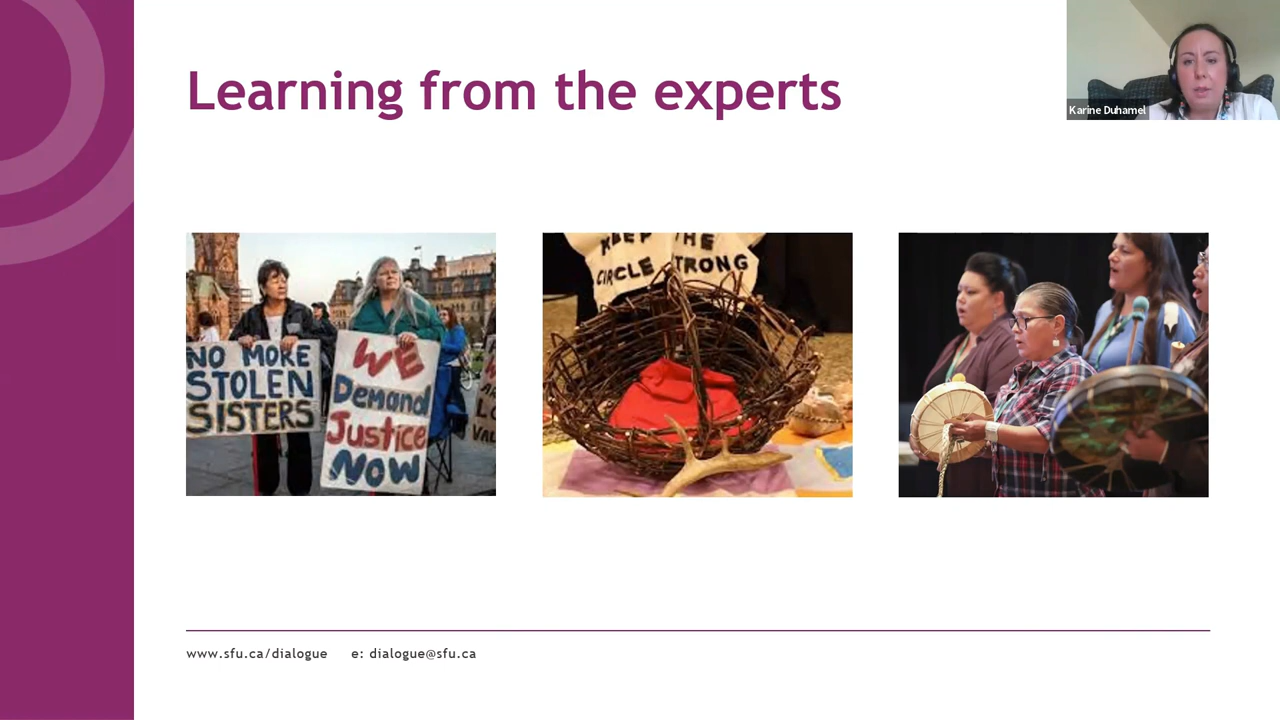 Learning from the experts
Karine Duhamel
NO MORE
STOLEN
SISTERS
WE
Demand
Justice
NOW
KEEP THE
CIRCLE STRONG
www.sfu.ca/dialogue e: dialogue@sfu.ca